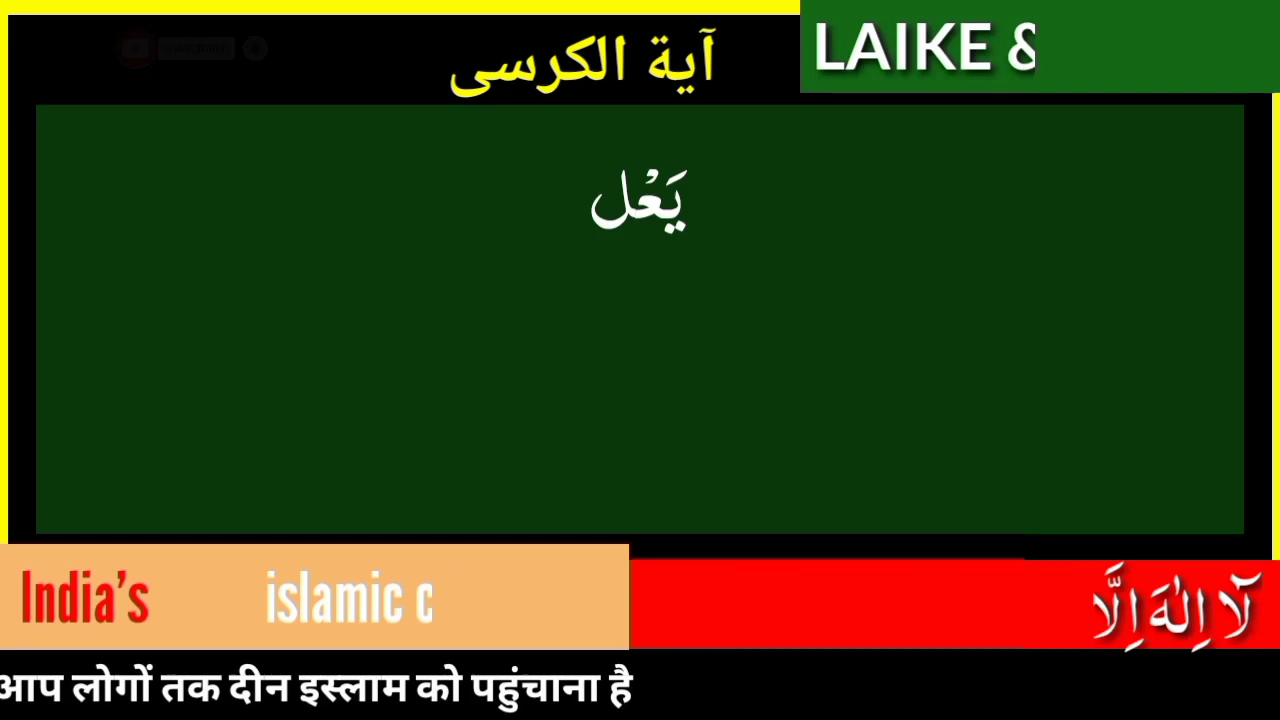 آية الكرسى
LAIKE &
يَعْل
India's islamic c
لَآ اِلٰهَ اِلَّا
आप लोगों तक दीन इस्लाम को पहुंचाना है